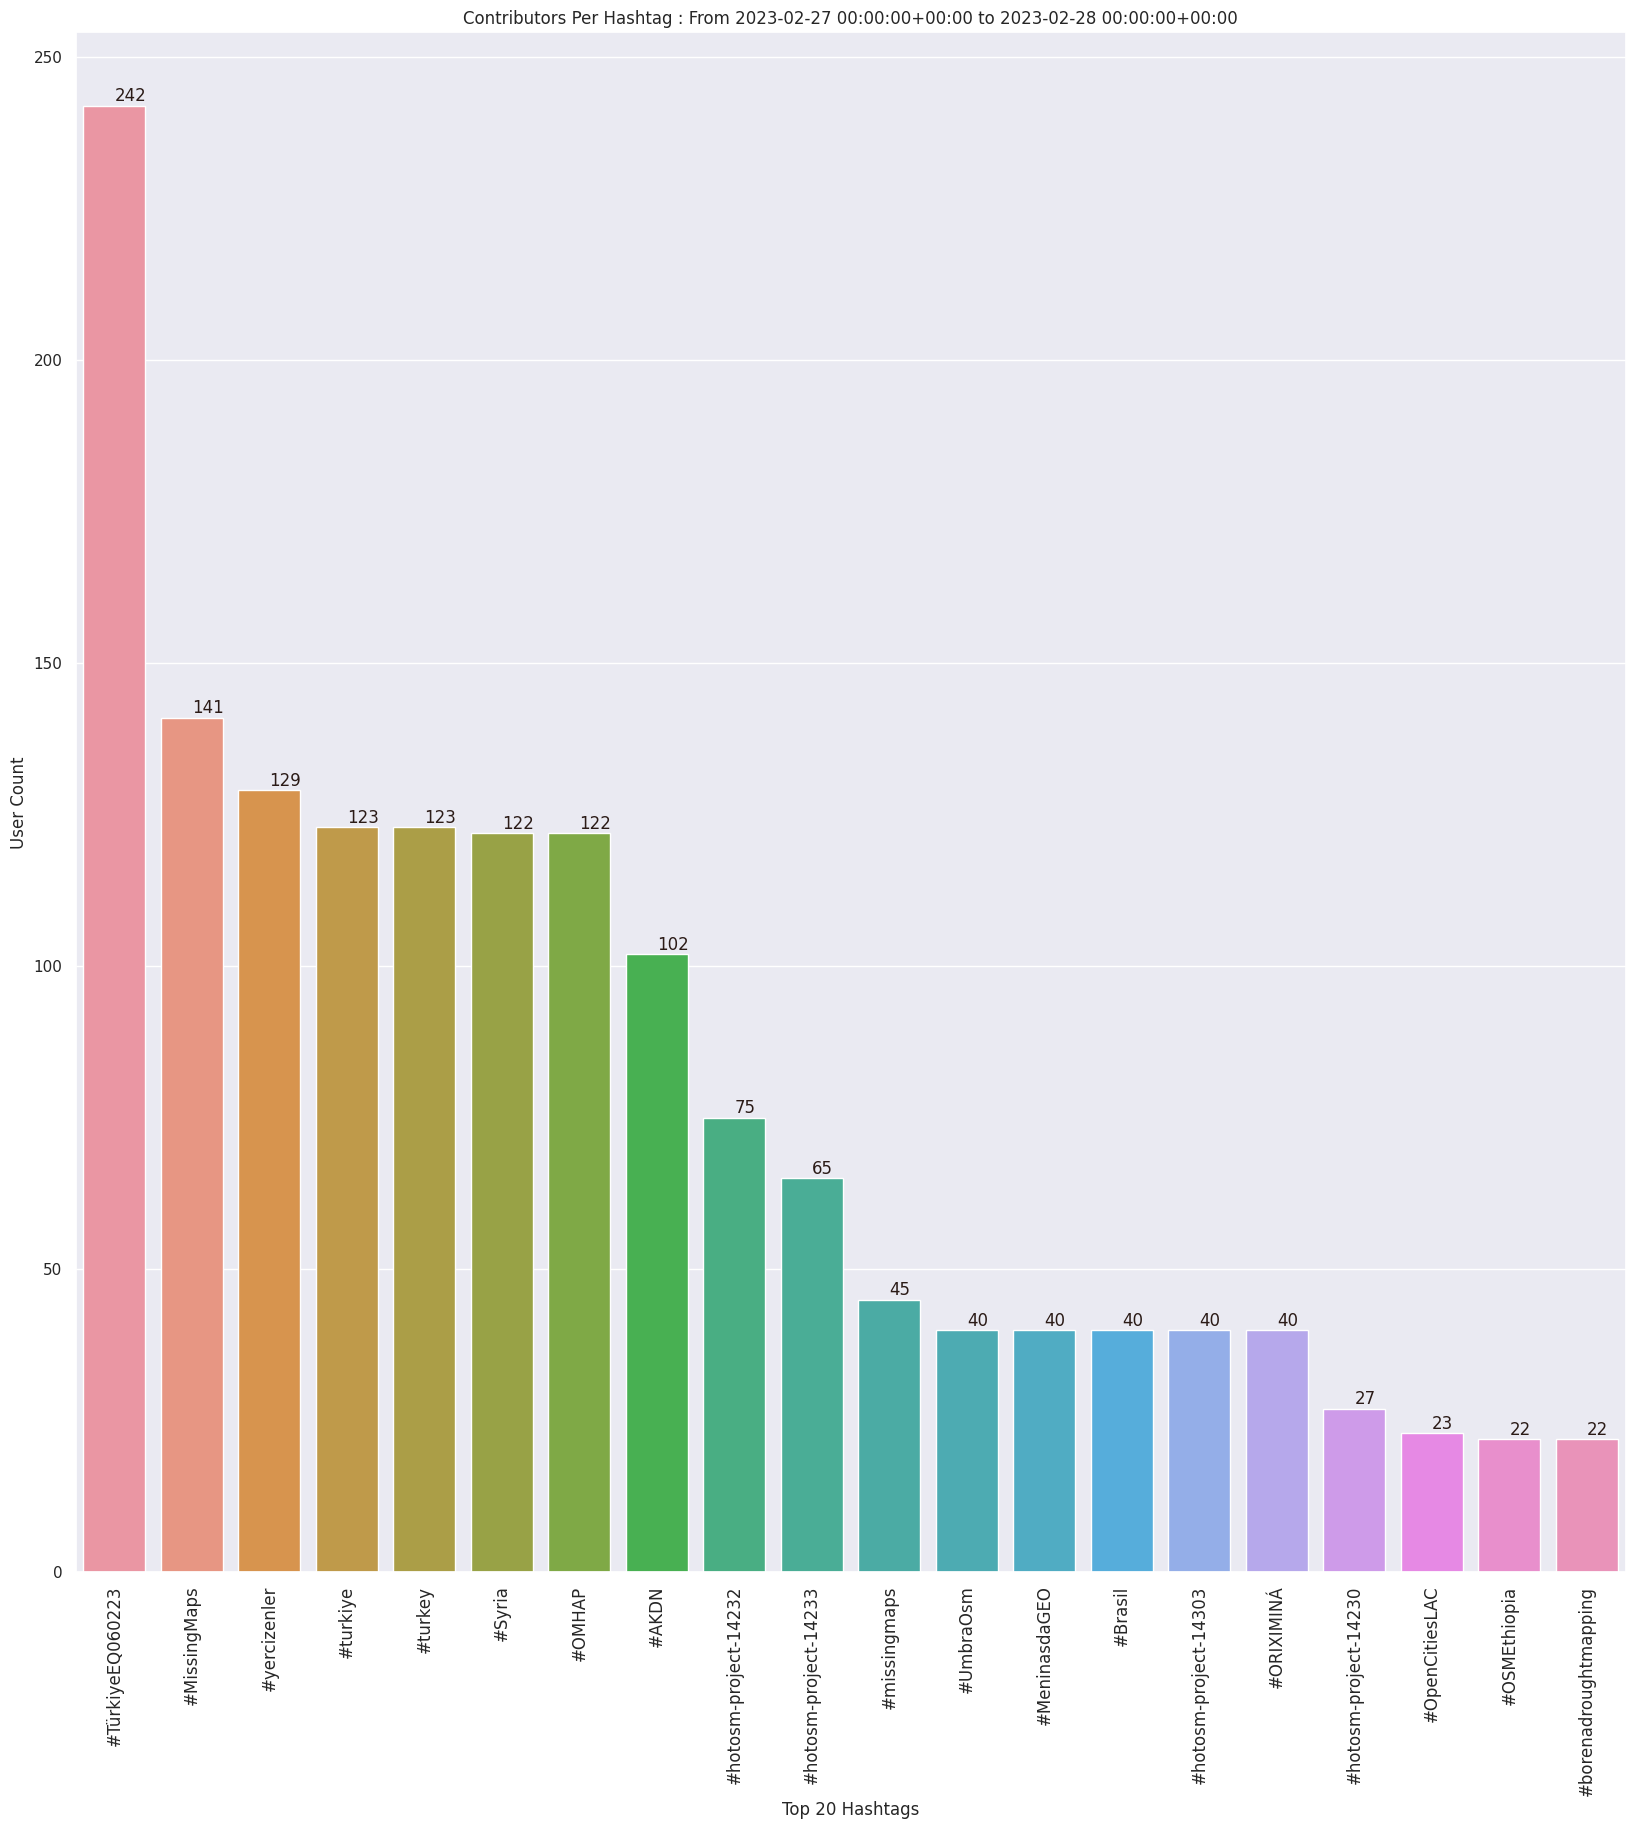 Contributors Per Hashtag : From 2023-02-27 00:00:00+00:00 to 2023-02-28 00:00:00+00:00
User Count
250
200
150
100
50
0
242
141
129
123
123
122
122
102
75
65
45
40
40
40
40
40
27
23
22
22
#TürkiyeEQ060223
#MissingMaps
#yercizenler
#turkiye
#turkey
#Syria
#OMHAP
#AKDN
#hotosm-project-14232
#hotosm-project-14233
#missingmaps
#UmbraOsm
#MeninasdaGEO
#Brasil
#hotosm-project-14303
#ORIXIMINÁ
#hotosm-project-14230
#OpenCitiesLAC
#OSMEthiopia
#borenadroughtmapping
Top 20 Hashtags